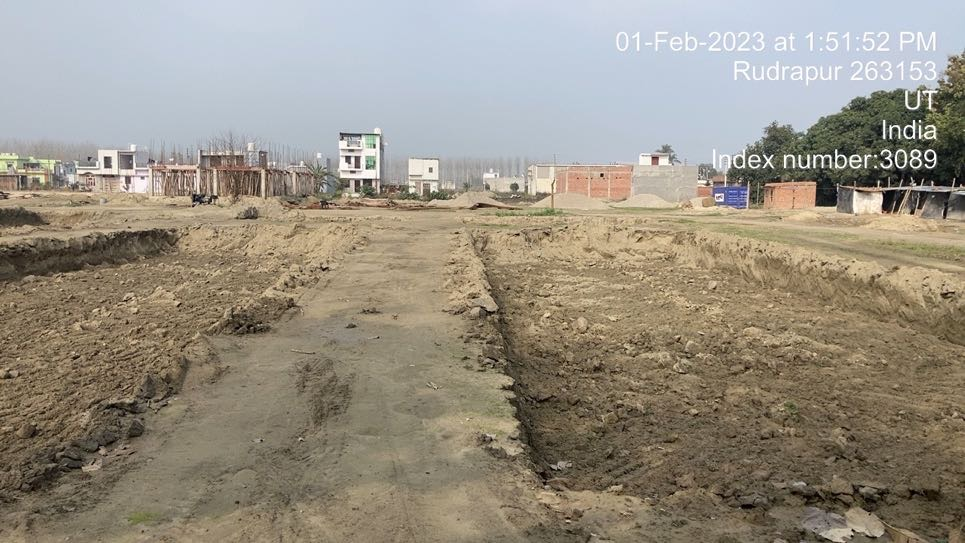 01-Feb-2023 at 1:51:52 PM
Rudrapur 263153
UT
India
Index number:3089